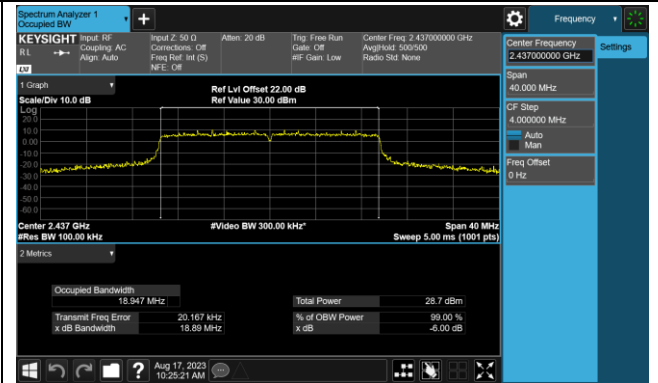 Spectrum Analyzer 1
Occupied BW
Frequency
KEYSIGHT
RL
Input: RF
Coupling: AC
Align: Auto
Input Z: 50 Ω
Corrections: Off
Freq Ref: Int (S)
NFE: Off
Atten: 20 dB
Trig: Free Run
Gate: Off
#IF Gain: Low
Center Freq: 2.437000000 GHz
Avg|Hold: 500/500
Radio Std: None
Center Frequency
2.437000000 GHz
Settings
Span
40.000 MHz
CF Step
4.000000 MHz
Auto
Man
Freq Offset
0 Hz
1 Graph
Scale/Div 10.0 dB
Ref Lvl Offset 22.00 dB
Ref Value 30.00 dBm
Log
20.0
10.0
0.00
-10.0
-20.0
-30.0
-40.0
-50.0
-60.0
Center 2.437 GHz
#Res BW 100.00 kHz
#Video BW 300.00 kHz*
Span 40 MHz
Sweep 5.00 ms (1001 pts)
2 Metrics
Occupied Bandwidth
18.947 MHz
Total Power 28.7 dBm
Transmit Freq Error 20.167 kHz
% of OBW Power 99.00 %
x dB Bandwidth 18.89 MHz
x dB -6.00 dB
?
Aug 17, 2023
10:25:21 AM